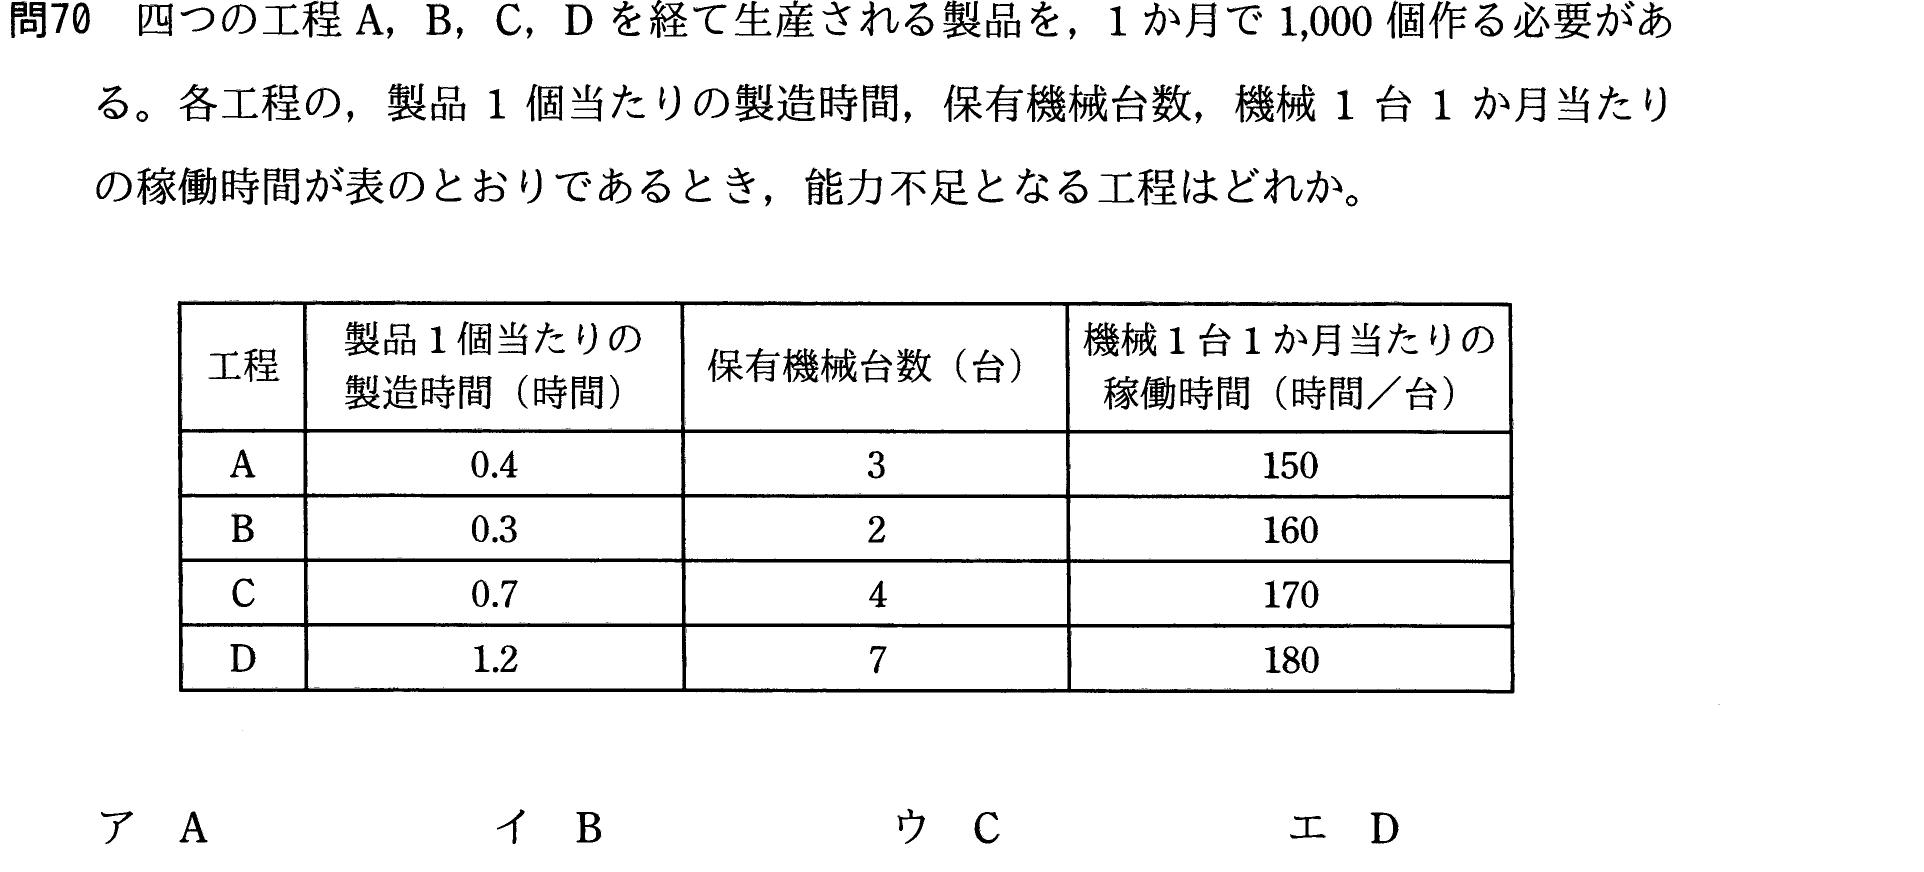 問70 四つの工程 A，B，C，D を経て生産される製品を，1 か月で 1,000 個作る必要があ
る。各工程の，製品 1 個当たりの製造時間，保有機械台数，機械 1 台 1 か月当たり
の稼働時間が表のとおりであるとき，能力不足となる工程はどれか。
工程 製品1個当たりの製造時間（時間） 保有機械台数（台） 機械1台1か月当たりの稼働時間（時間／台）
A 0.4 3 150
B 0.3 2 160
C 0.7 4 170
D 1.2 7 180
ア A イ B ウ C エ D